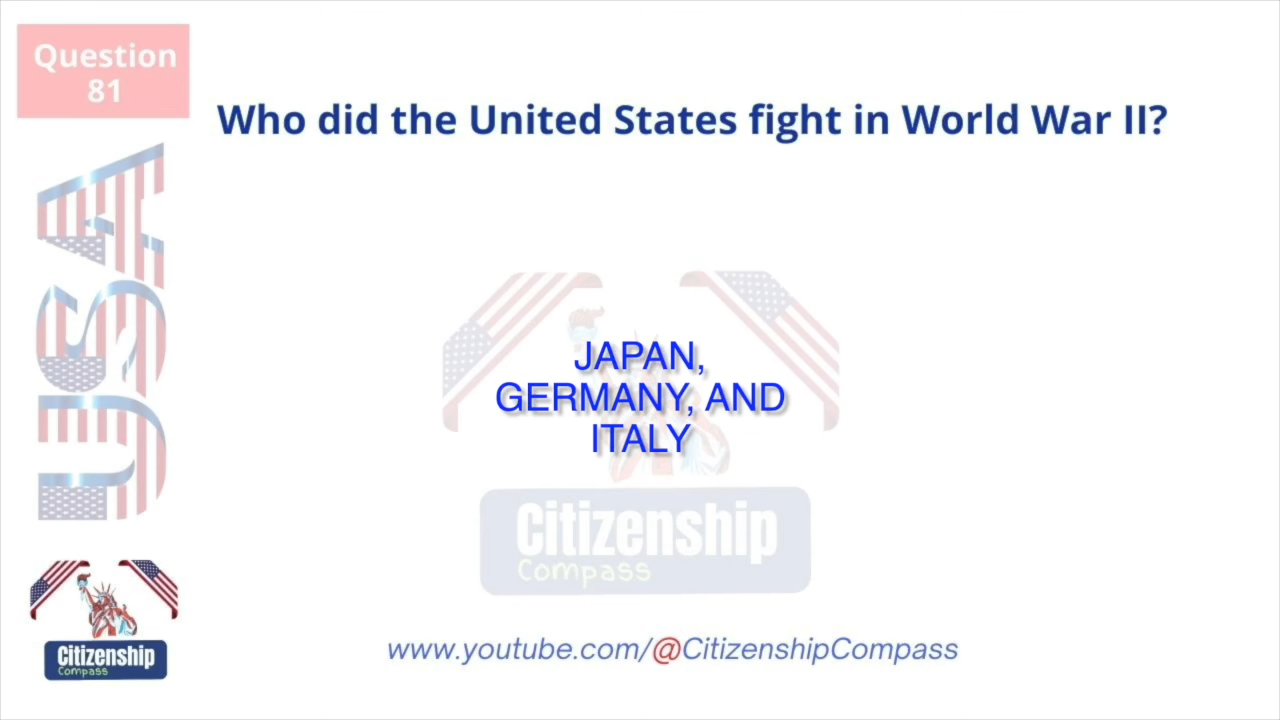 Question
81
Who did the United States fight in World War II?
USA
JAPAN,
GERMANY, AND
ITALY
Citizenship
Compass
Citizenship
Compass
www.youtube.com/@CitizenshipCompass